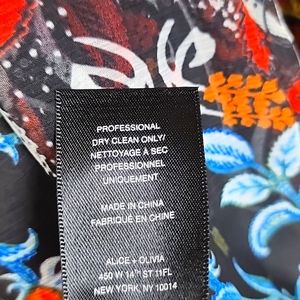 PROFESSIONAL
DRY CLEAN ONLY/
NETTOYAGE À SEC
PROFESSIONNEL
UNIQUEMENT
MADE IN CHINA
FABRIQUÉ EN CHINE
ALICE + OLIVIA
450 W 14TH ST 11FL
NEW YORK, NY 10014